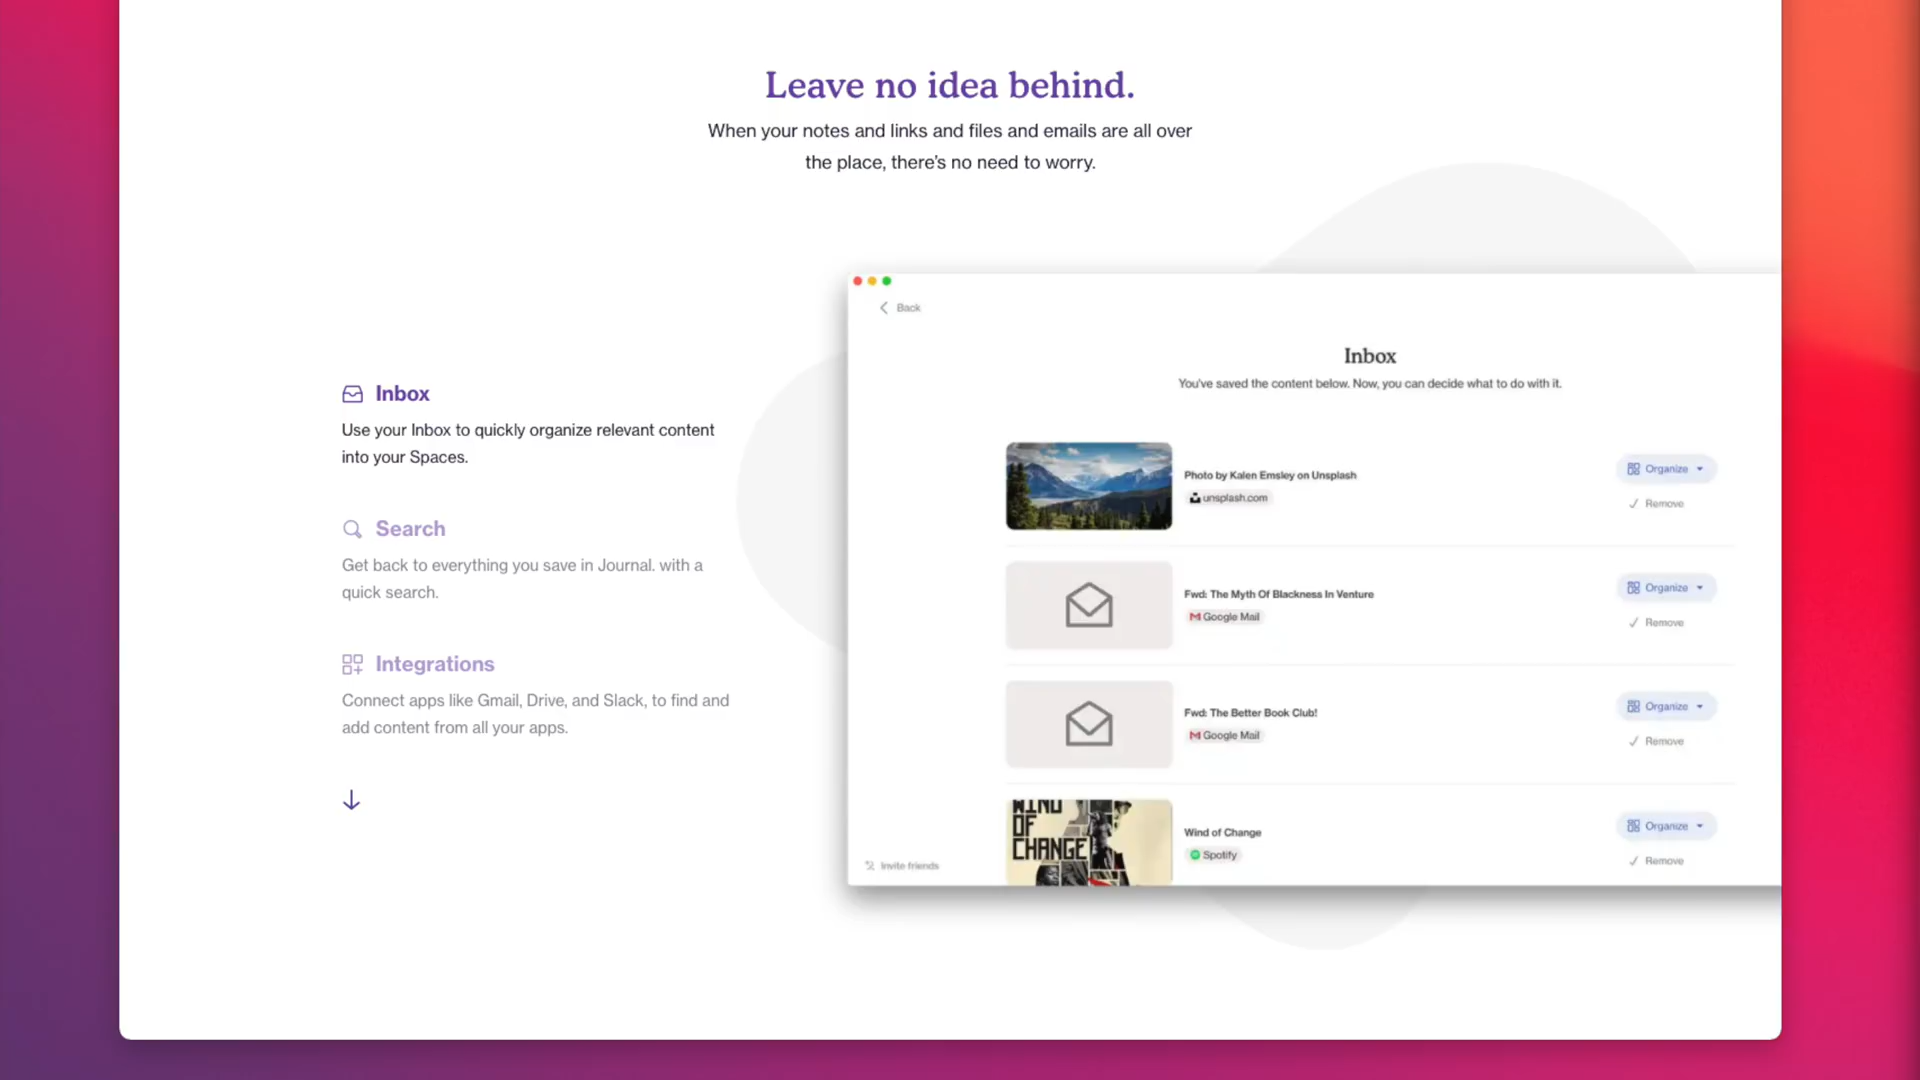 Leave no idea behind.
When your notes and links and files and emails are all over
the place, there’s no need to worry.
Inbox
Use your Inbox to quickly organize relevant content
into your Spaces.
Search
Get back to everything you save in Journal. with a
quick search.
Integrations
Connect apps like Gmail, Drive, and Slack, to find and
add content from all your apps.
Back
Inbox
You've saved the content below. Now, you can decide what to do with it.
Photo by Kalen Emsley on Unsplash
unsplash.com
Organize
Remove
Fwd: The Myth Of Blackness In Venture
Google Mail
Organize
Remove
Fwd: The Better Book Club!
Google Mail
Organize
Remove
WIND
OF
CHANGE
Wind of Change
Spotify
Organize
Remove
Invite friends